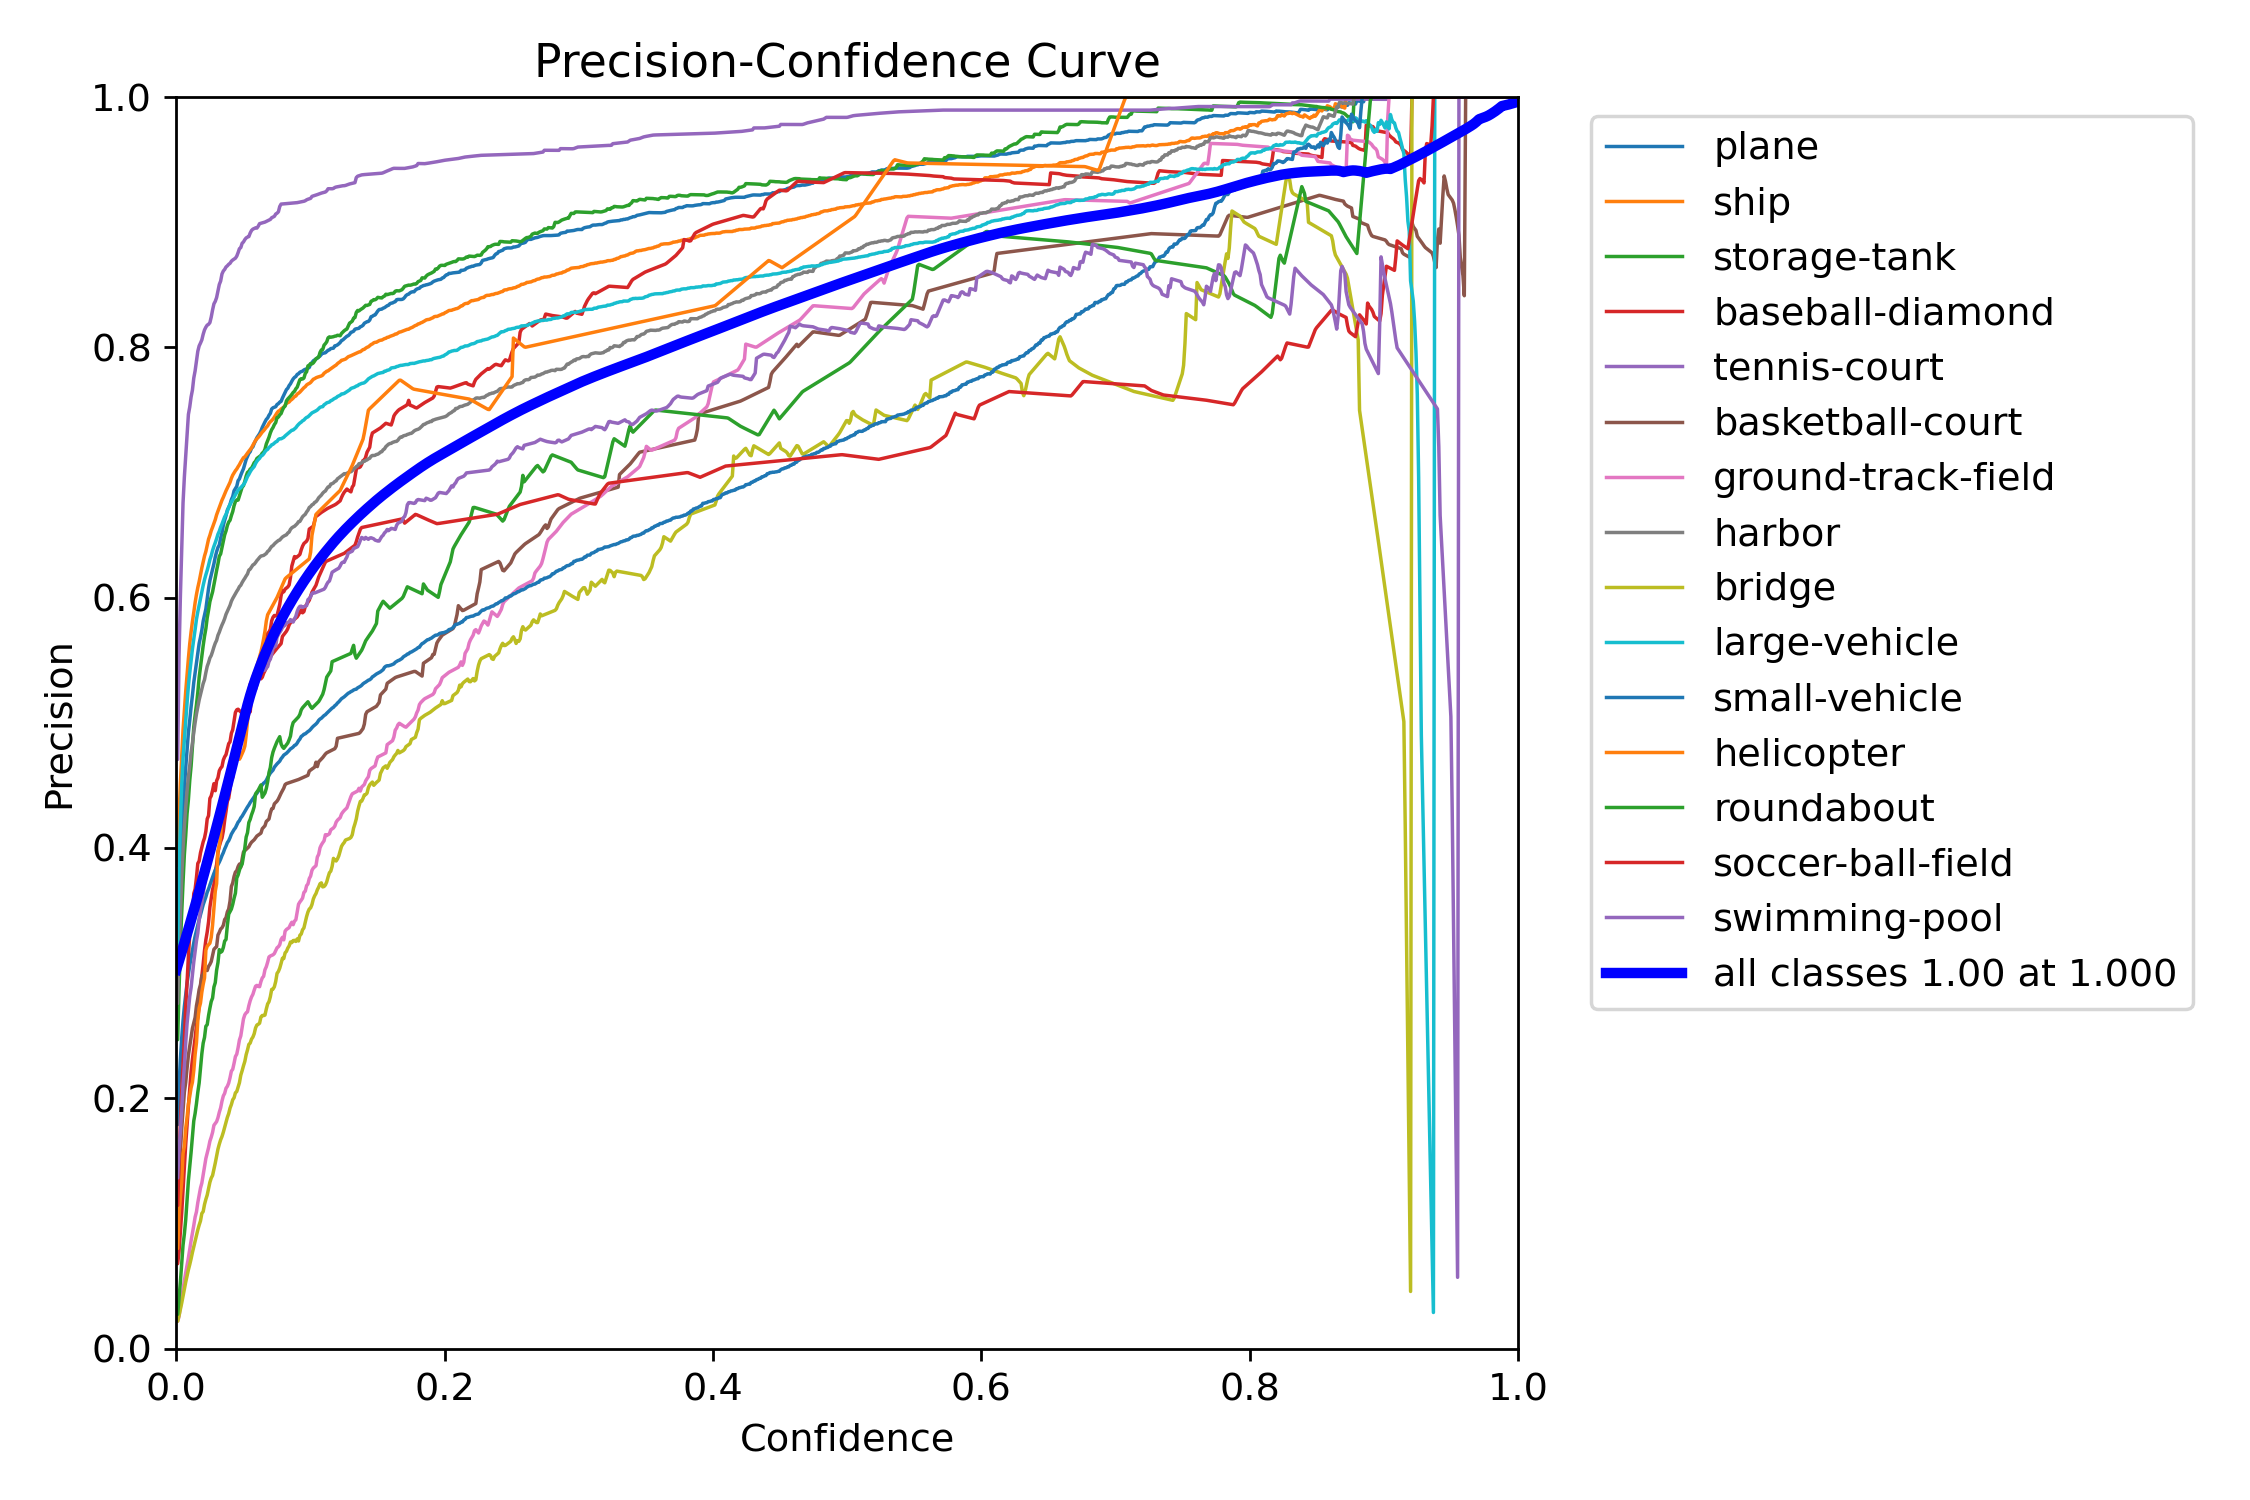 Precision-Confidence Curve
1.0
0.8
0.6
0.4
0.2
0.0
Precision
0.0 0.2 0.4 0.6 0.8 1.0
Confidence
plane
ship
storage-tank
baseball-diamond
tennis-court
basketball-court
ground-track-field
harbor
bridge
large-vehicle
small-vehicle
helicopter
roundabout
soccer-ball-field
swimming-pool
all classes 1.00 at 1.000